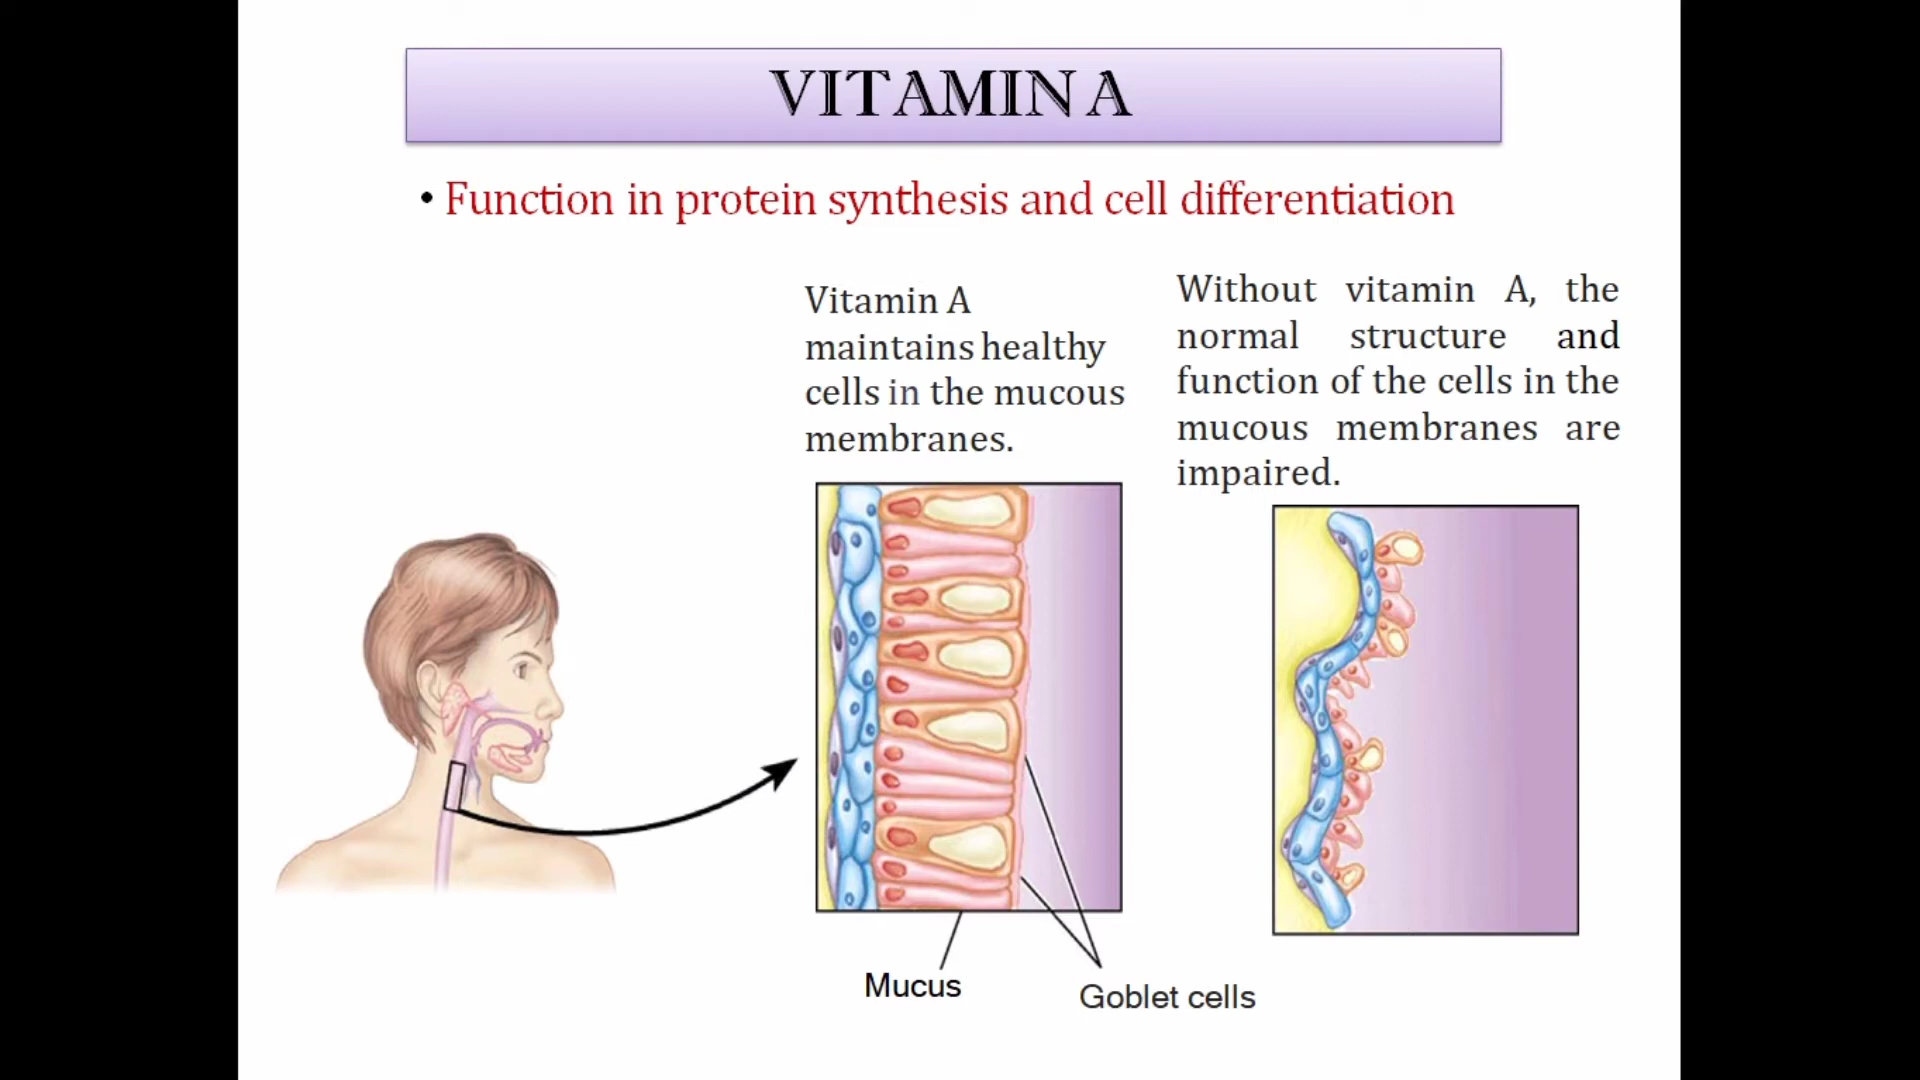 VITAMIN A
• Function in protein synthesis and cell differentiation
Vitamin A
maintains healthy
cells in the mucous
membranes.
Without vitamin A, the
normal structure and
function of the cells in the
mucous membranes are
impaired.
Mucus
Goblet cells